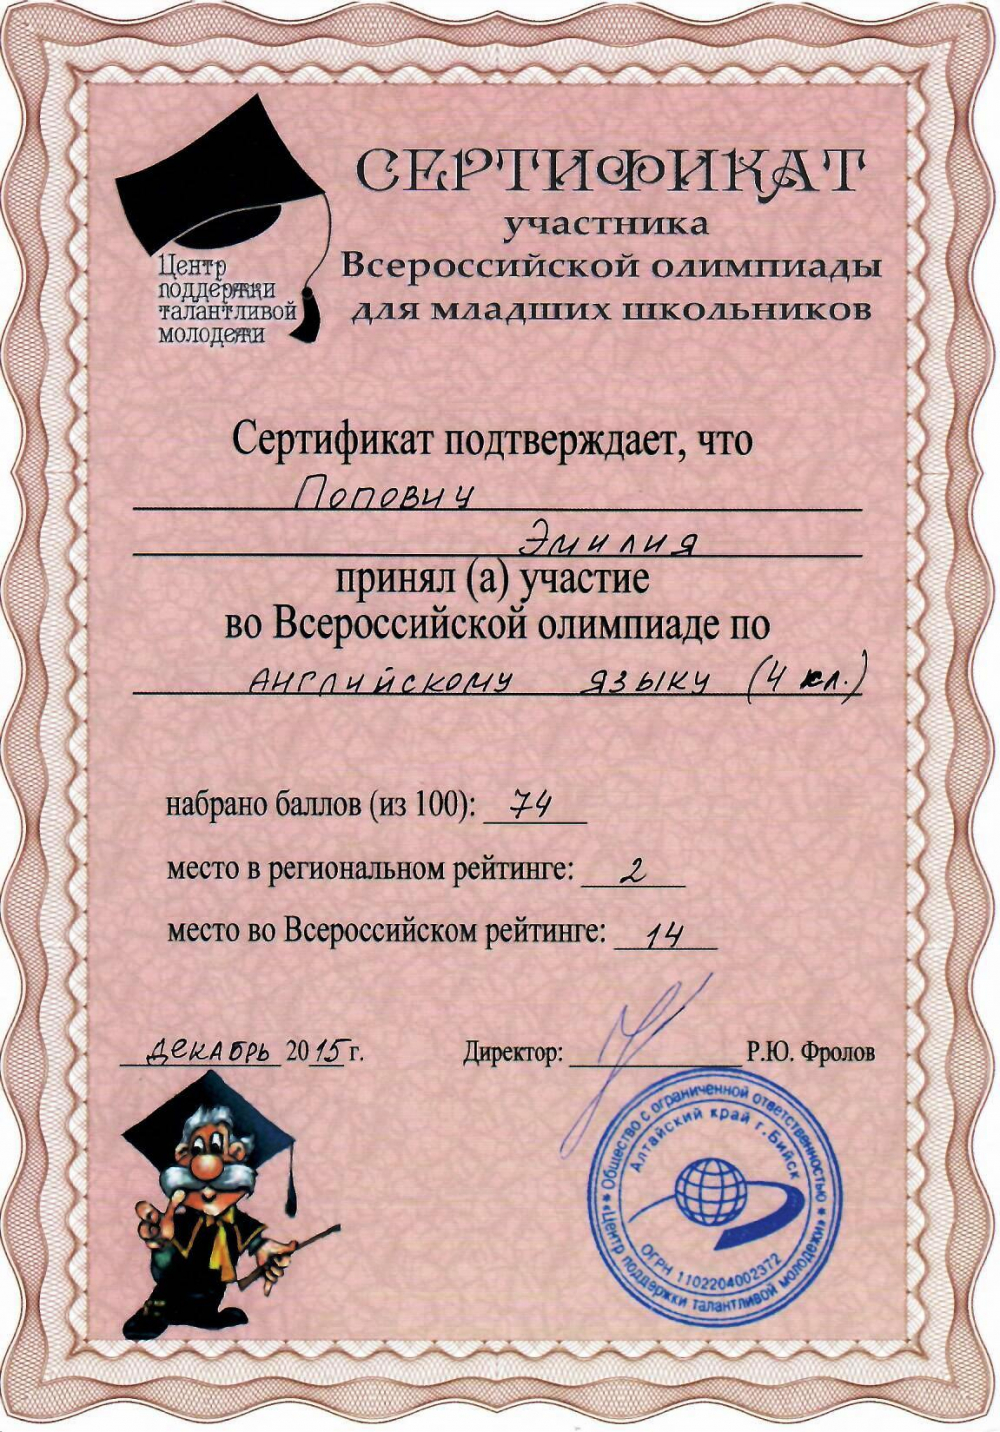 СЕРТИФИКАТ
участника
Всероссийской олимпиады
для младших школьников
Центр
поддержки
талантливой
молодежи
Сертификат подтверждает, что
Попович
Эмилия
принял (а) участие
во Всероссийской олимпиаде по
английскому языку (4 кл.)
набрано баллов (из 100): 74
место в региональном рейтинге: 2
место во Всероссийском рейтинге: 14
декабрь 2015 г. Директор: Р.Ю. Фролов
* Общество с ограниченной ответственностью *
«Центр поддержки талантливой молодежи»
Алтайский край г. Бийск
ОГРН 1102204002372